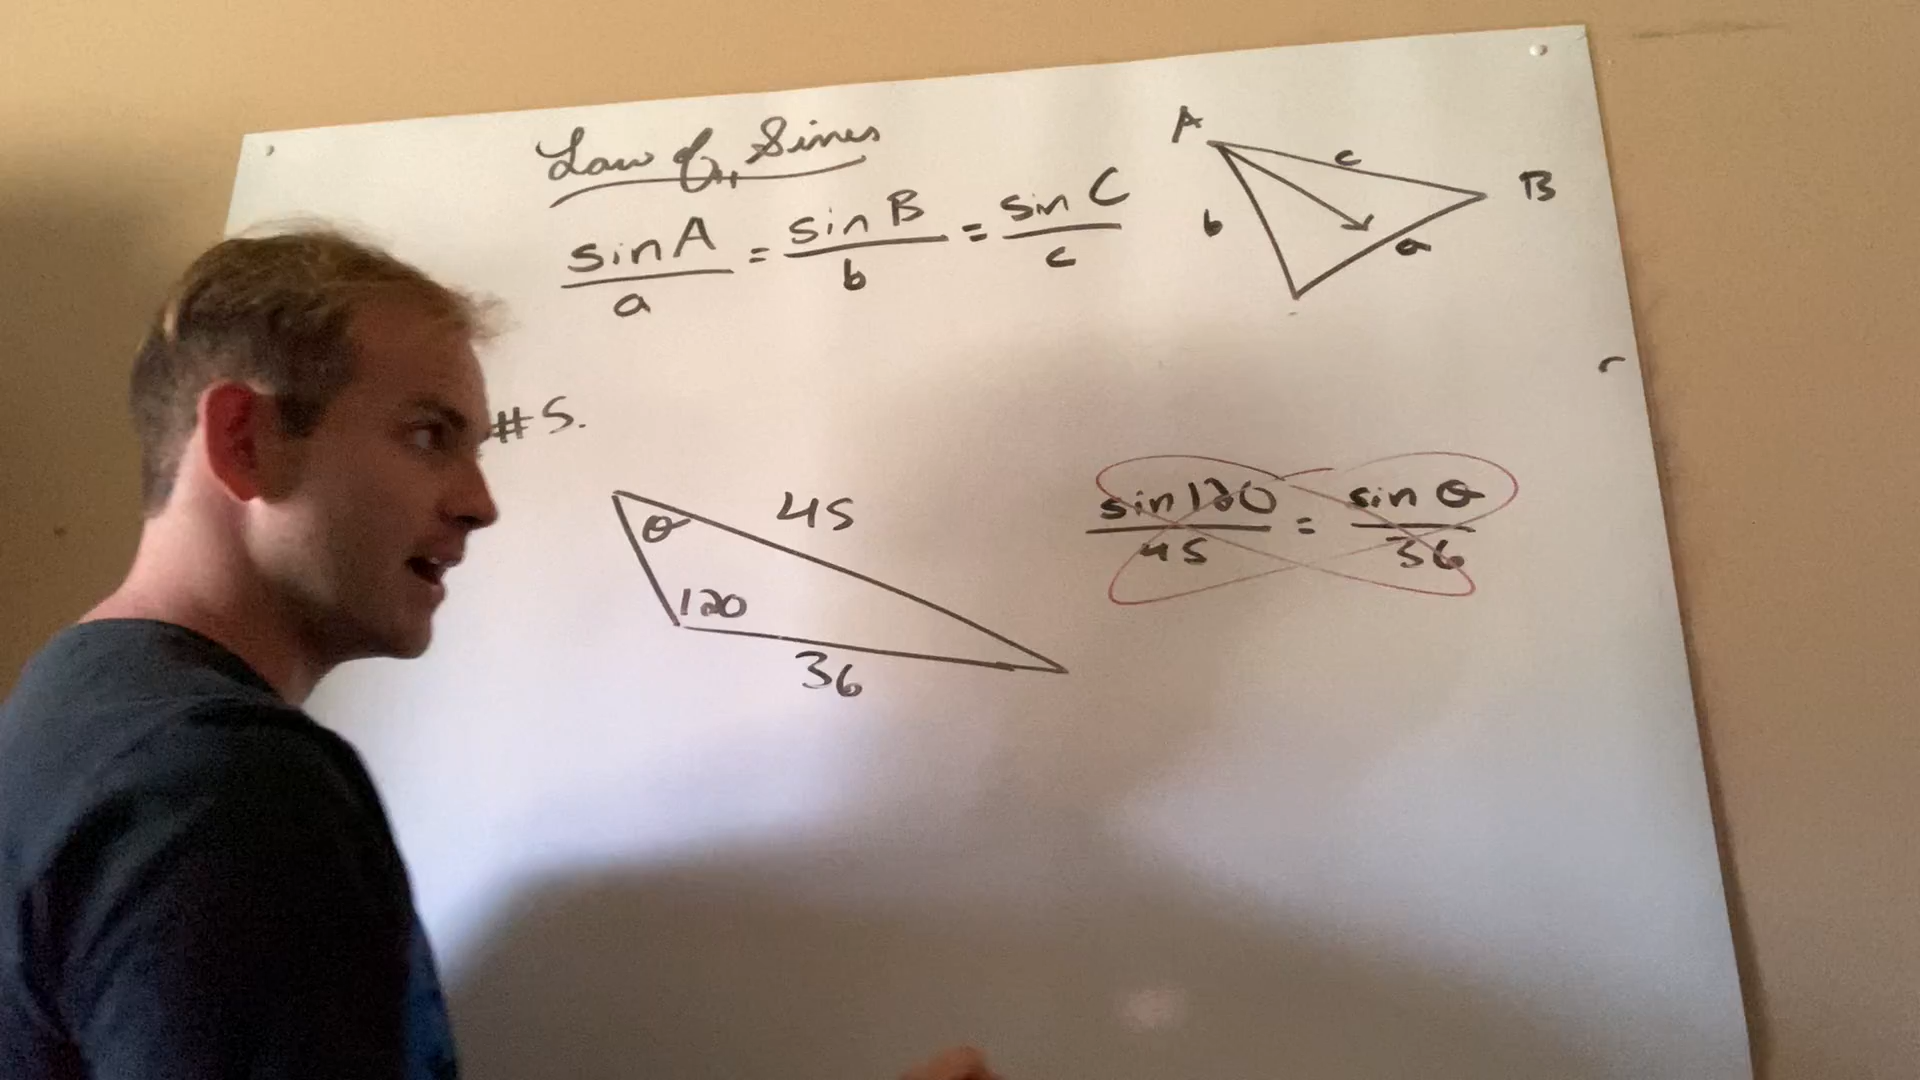 Law of Sines
sin A / a = sin B / b = sin C / c
A
c
B
b
a
#5.
θ
45
120
36
sin 120 / 45 = sin θ / 36